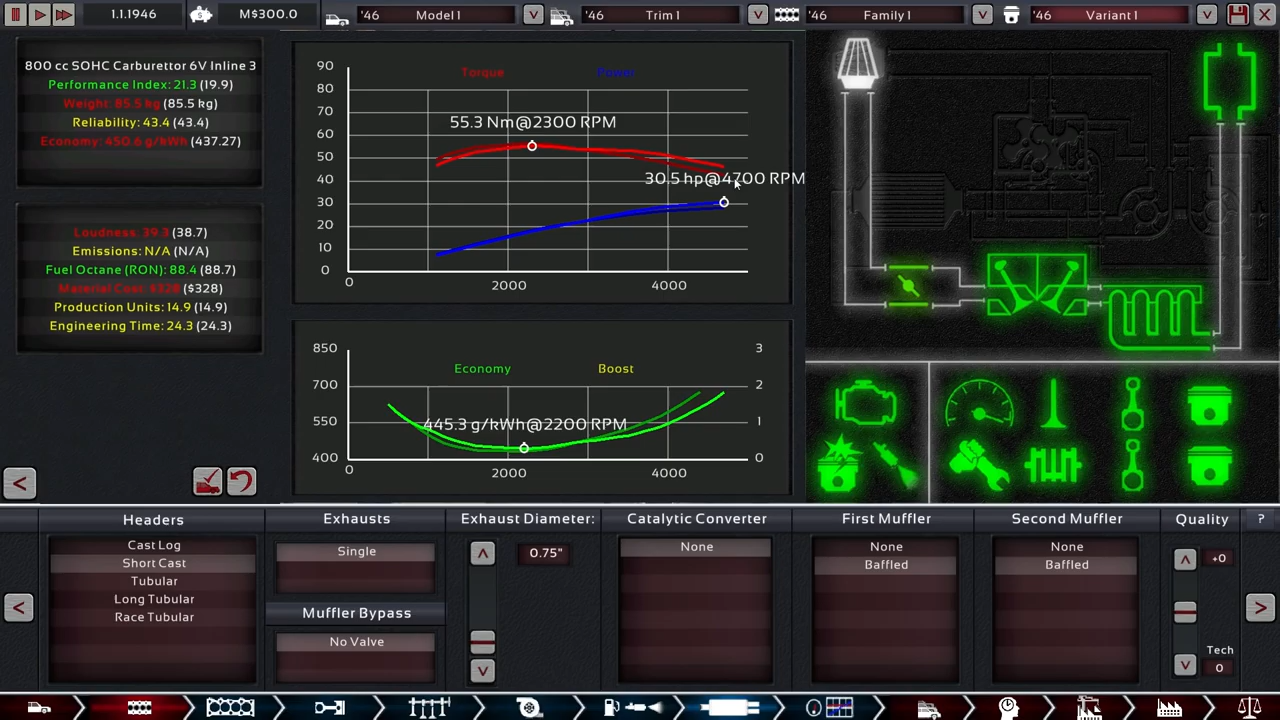 1.1.1946
M$300.0
'46 Model 1
'46 Trim 1
'46 Family 1
'46 Variant 1
800 cc SOHC Carburettor 6V Inline 3
Performance Index: 21.3 (19.9)
Weight: 85.5 kg (85.5 kg)
Reliability: 43.4 (43.4)
Economy: 450.6 g/kWh (437.27)
Loudness: 39.3 (38.7)
Emissions: N/A (N/A)
Fuel Octane (RON): 88.4 (88.7)
Material Cost: $328 ($328)
Production Units: 14.9 (14.9)
Engineering Time: 24.3 (24.3)
Torque
Power
90
80
70
60
50
40
30
20
10
0
55.3 Nm@2300 RPM
30.5 hp@4700 RPM
2000
4000
Economy
Boost
850
700
550
400
3
2
1
0
445.3 g/kWh@2200 RPM
0
2000
4000
<
Headers
Cast Log
Short Cast
Tubular
Long Tubular
Race Tubular
Exhausts
Single
Muffler Bypass
No Valve
Exhaust Diameter:
0.75"
Catalytic Converter
None
First Muffler
None
Baffled
Second Muffler
None
Baffled
Quality
+0
Tech
0
?
<
>